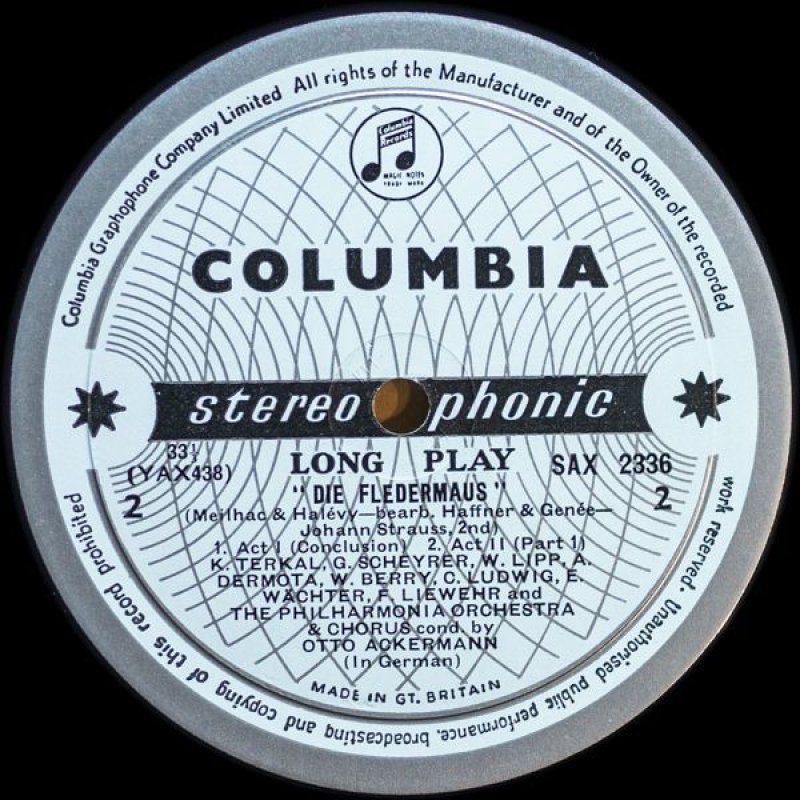 Columbia Graphophone Company Limited All rights of the Manufacturer and of the Owner of the recorded
work reserved · Unauthorised public performance, broadcasting and copying of this record prohibited
Columbia
Records
MAGIC NOTES
TRADE MARK
COLUMBIA
stereophonic
33⅓
LONG PLAY SAX 2336
(YAX438)
2 "DIE FLEDERMAUS" 2
(Meilhac & Halévy—bearb. Haffner & Genée—
Johann Strauss, 2nd)
1. Act I (Conclusion) 2. Act II (Part 1)
K. TERKAL, G. SCHEYRER, W. LIPP, A.
DERMOTA, W. BERRY, C. LUDWIG, E.
WÄCHTER, F. LIEWEHR and
THE PHILHARMONIA ORCHESTRA
& CHORUS cond. by
OTTO ACKERMANN
(In German)
MADE IN GT. BRITAIN